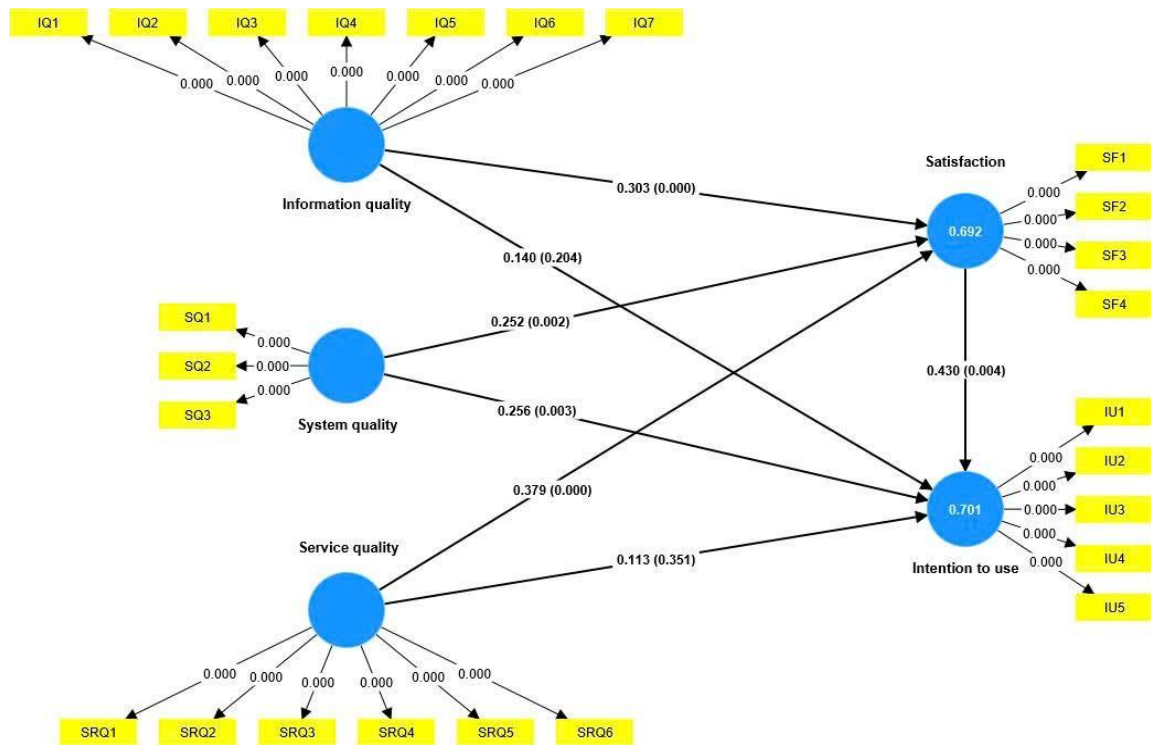 IQ1 IQ2 IQ3 IQ4 IQ5 IQ6 IQ7
0.000 0.000 0.000 0.000 0.000 0.000 0.000
Information quality
Satisfaction
0.303 (0.000)
0.692
0.000 SF1
0.000 SF2
0.000 SF3
0.000 SF4
0.140 (0.204)
SQ1 0.000
SQ2 0.000
SQ3 0.000
System quality
0.252 (0.002)
0.430 (0.004)
0.256 (0.003)
0.379 (0.000)
0.701
Intention to use
0.000 IU1
0.000 IU2
0.000 IU3
0.000 IU4
0.000 IU5
Service quality
0.113 (0.351)
0.000 0.000 0.000 0.000 0.000 0.000
SRQ1 SRQ2 SRQ3 SRQ4 SRQ5 SRQ6